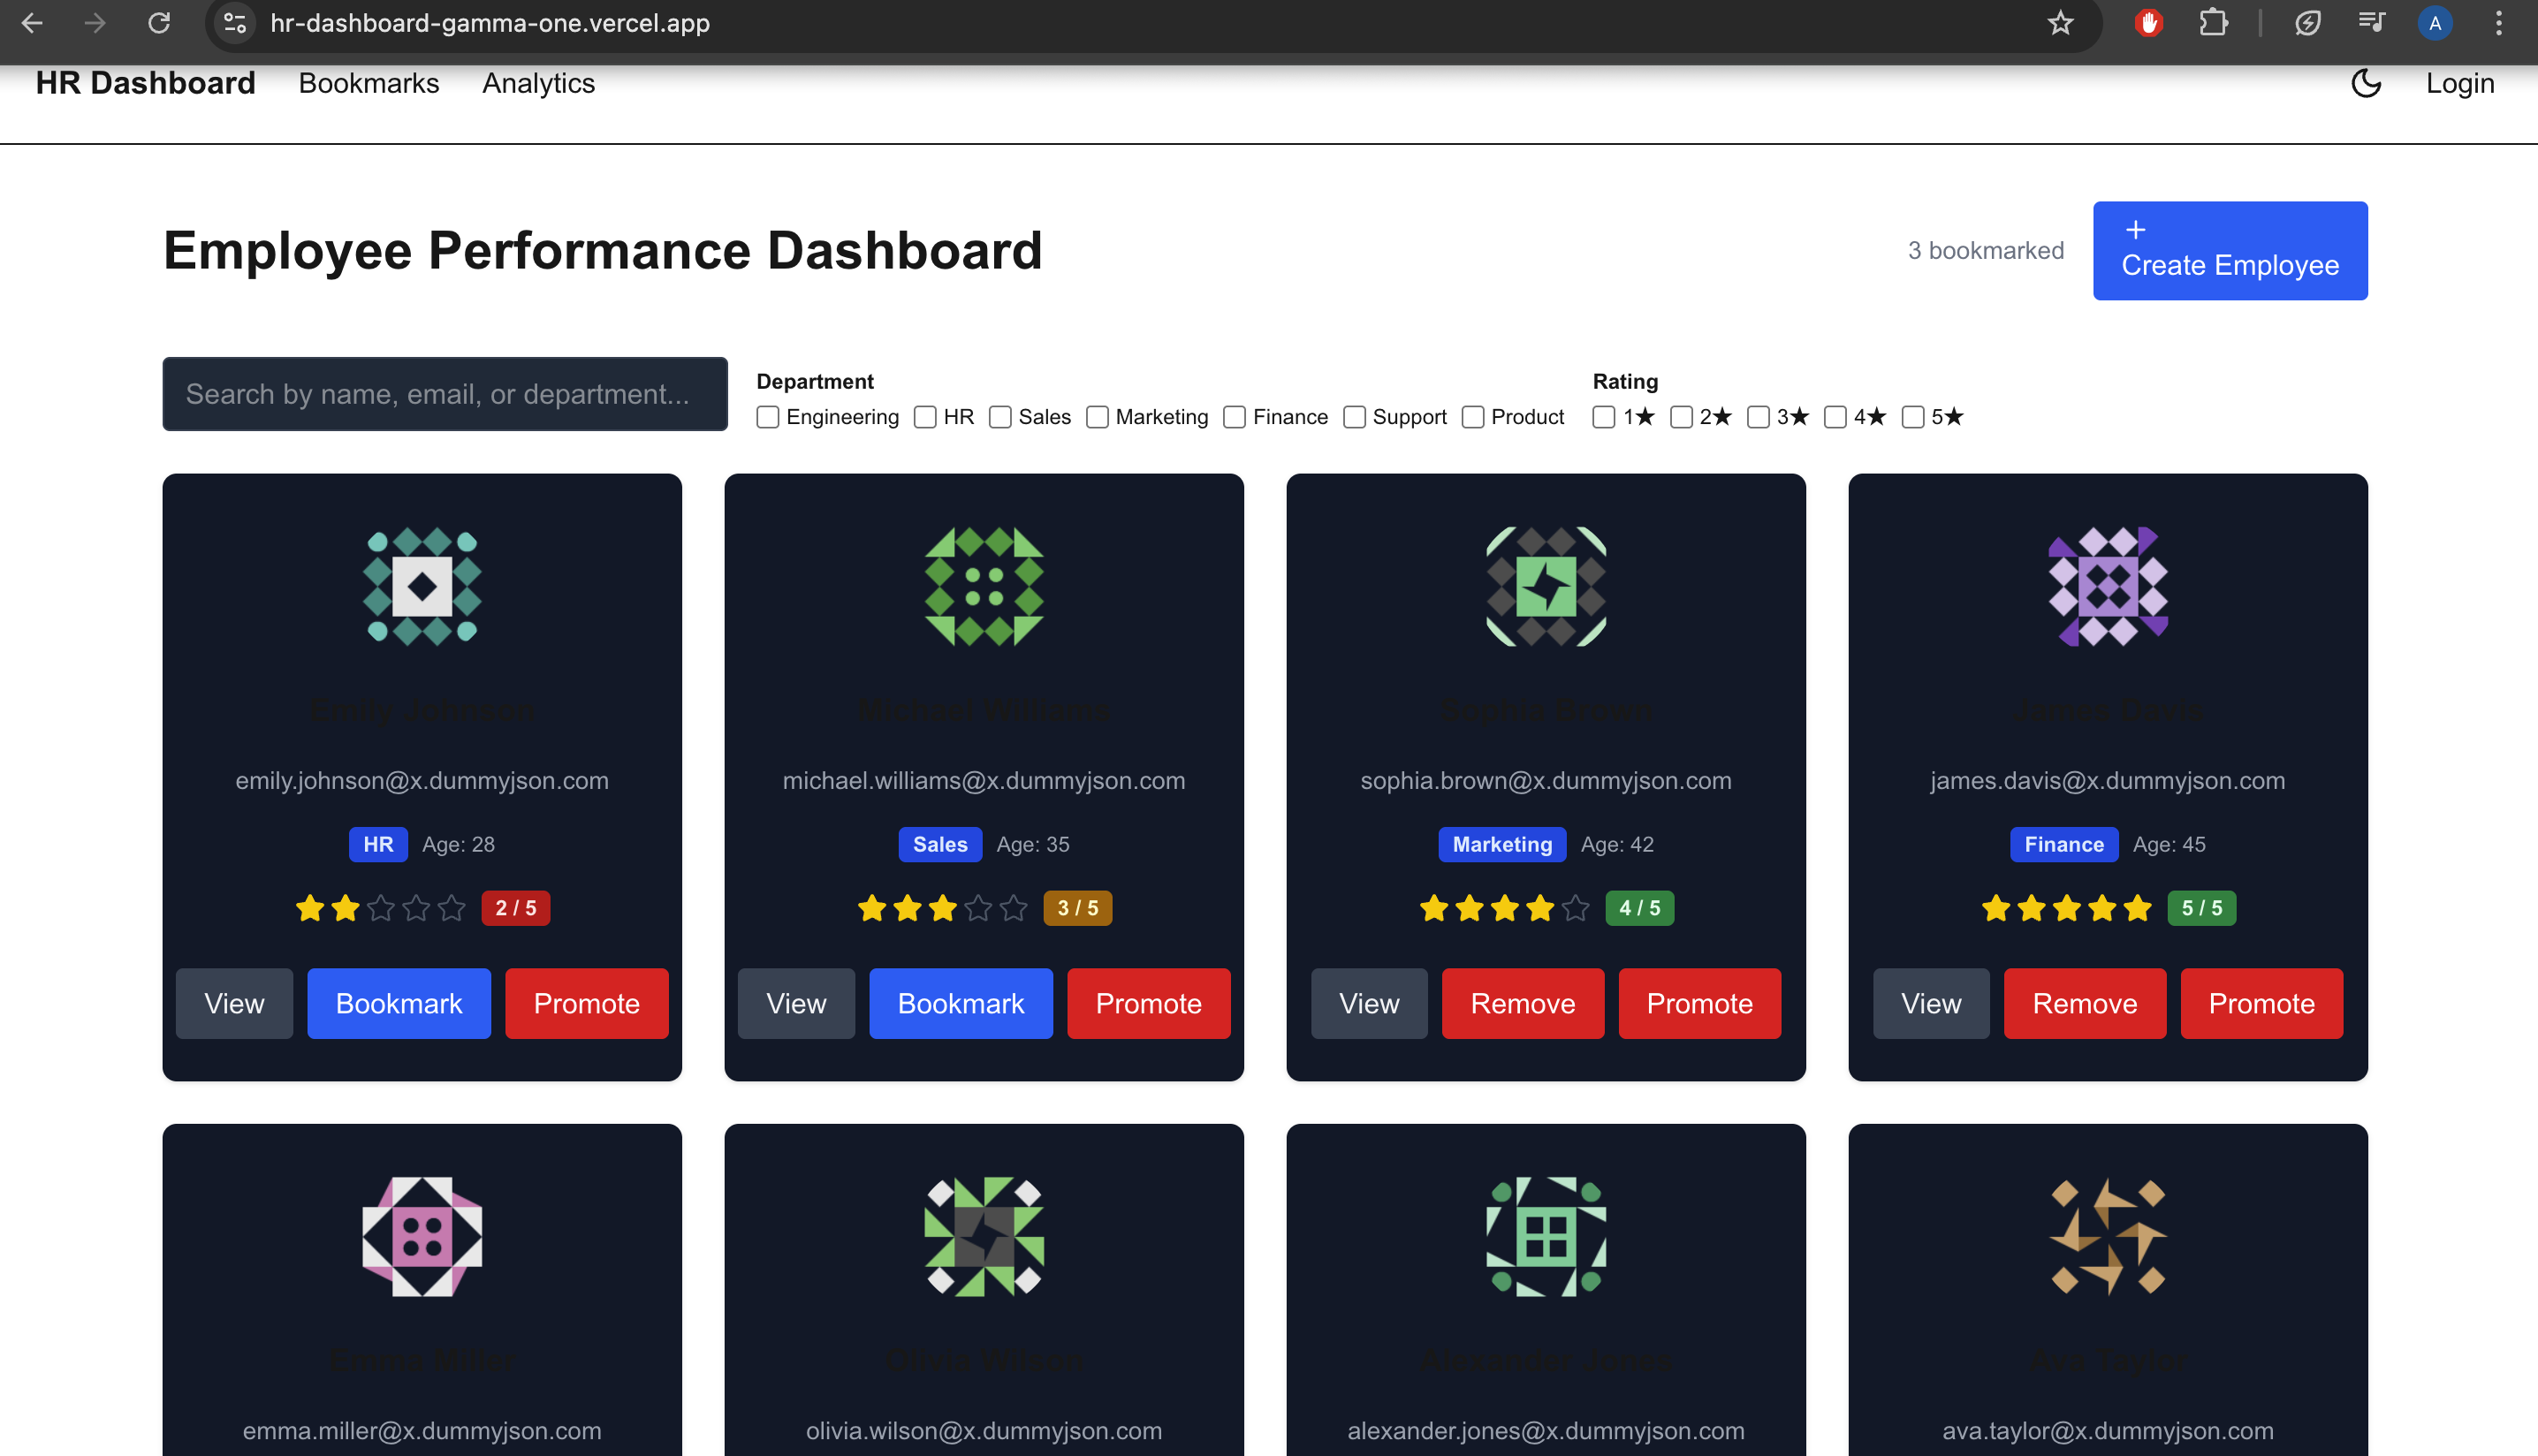 hr-dashboard-gamma-one.vercel.app
A
HR Dashboard Bookmarks Analytics Login
Employee Performance Dashboard
3 bookmarked
+
Create Employee
Search by name, email, or department...
Department
Engineering HR Sales Marketing Finance Support Product
Rating
1★ 2★ 3★ 4★ 5★
Emily Johnson
emily.johnson@x.dummyjson.com
HR Age: 28
2 / 5
View Bookmark Promote
Michael Williams
michael.williams@x.dummyjson.com
Sales Age: 35
3 / 5
View Bookmark Promote
Sophia Brown
sophia.brown@x.dummyjson.com
Marketing Age: 42
4 / 5
View Remove Promote
James Davis
james.davis@x.dummyjson.com
Finance Age: 45
5 / 5
View Remove Promote
Emma Miller
emma.miller@x.dummyjson.com
Olivia Wilson
olivia.wilson@x.dummyjson.com
Alexander Jones
alexander.jones@x.dummyjson.com
Ava Taylor
ava.taylor@x.dummyjson.com